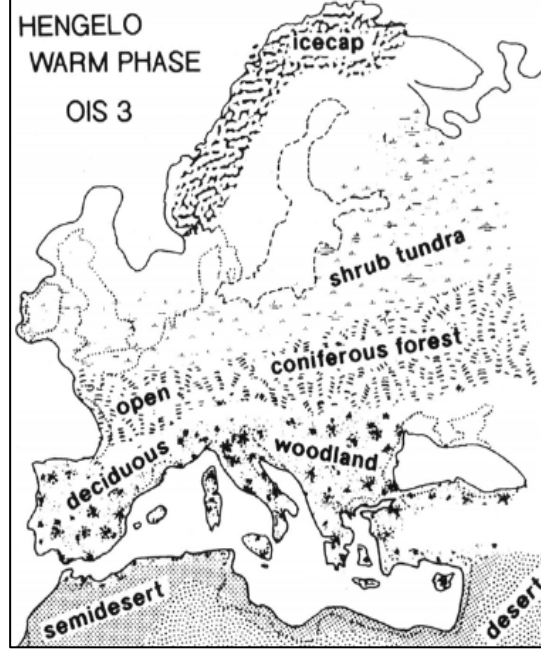 HENGELO
WARM PHASE
OIS 3
icecap
shrub tundra
coniferous forest
open
deciduous
woodland
semidesert
desert